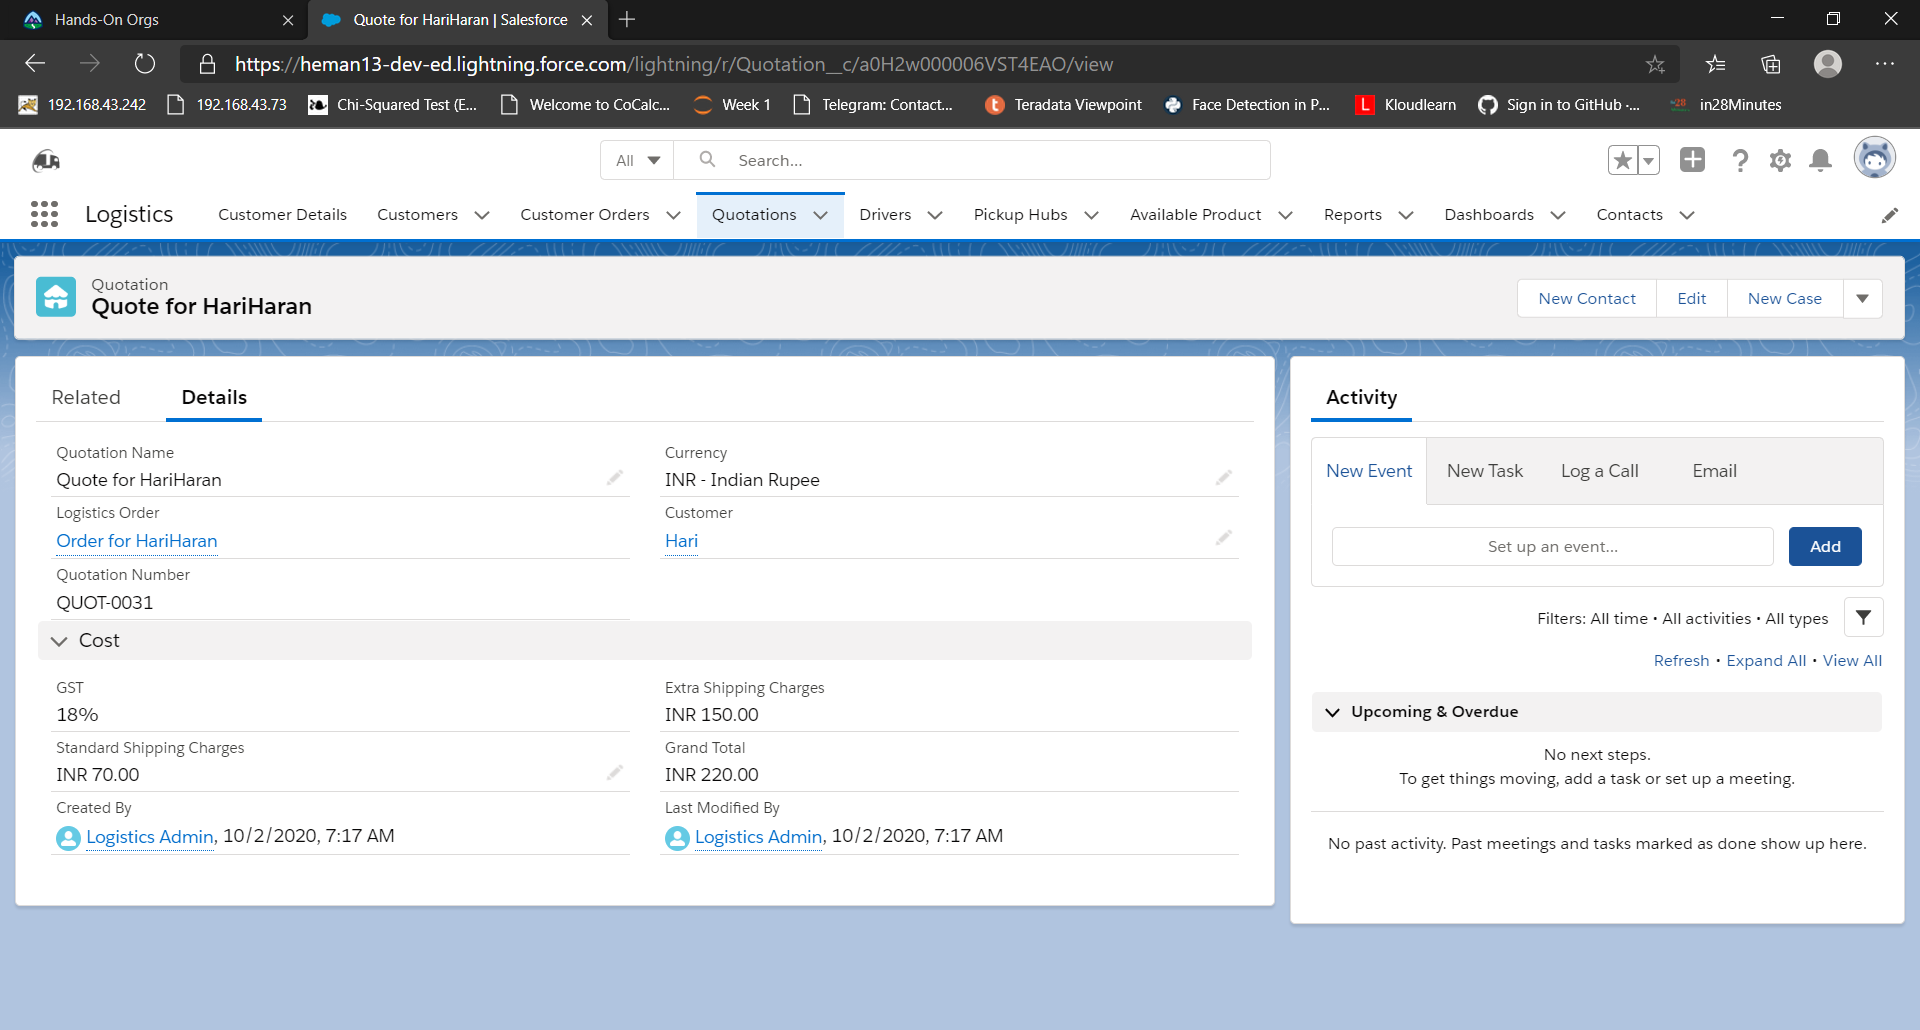 Hands-On Orgs
Quote for HariHaran | Salesforce
https://heman13-dev-ed.lightning.force.com/lightning/r/Quotation__c/a0H2w000006VST4EAO/view
192.168.43.242
192.168.43.73
Chi-Squared Test (E...
Welcome to CoCalc...
Week 1
Telegram: Contact...
Teradata Viewpoint
Face Detection in P...
L
Kloudlearn
Sign in to GitHub ·...
in28Minutes
All
Search...
Logistics
Customer Details
Customers
Customer Orders
Quotations
Drivers
Pickup Hubs
Available Product
Reports
Dashboards
Contacts
Quotation
Quote for HariHaran
New Contact
Edit
New Case
Related
Details
Quotation Name
Quote for HariHaran
Currency
INR - Indian Rupee
Logistics Order
Order for HariHaran
Customer
Hari
Quotation Number
QUOT-0031
Cost
GST
18%
Extra Shipping Charges
INR 150.00
Standard Shipping Charges
INR 70.00
Grand Total
INR 220.00
Created By
Logistics Admin, 10/2/2020, 7:17 AM
Last Modified By
Logistics Admin, 10/2/2020, 7:17 AM
Activity
New Event
New Task
Log a Call
Email
Set up an event...
Add
Filters: All time • All activities • All types
Refresh • Expand All • View All
Upcoming & Overdue
No next steps.
To get things moving, add a task or set up a meeting.
No past activity. Past meetings and tasks marked as done show up here.